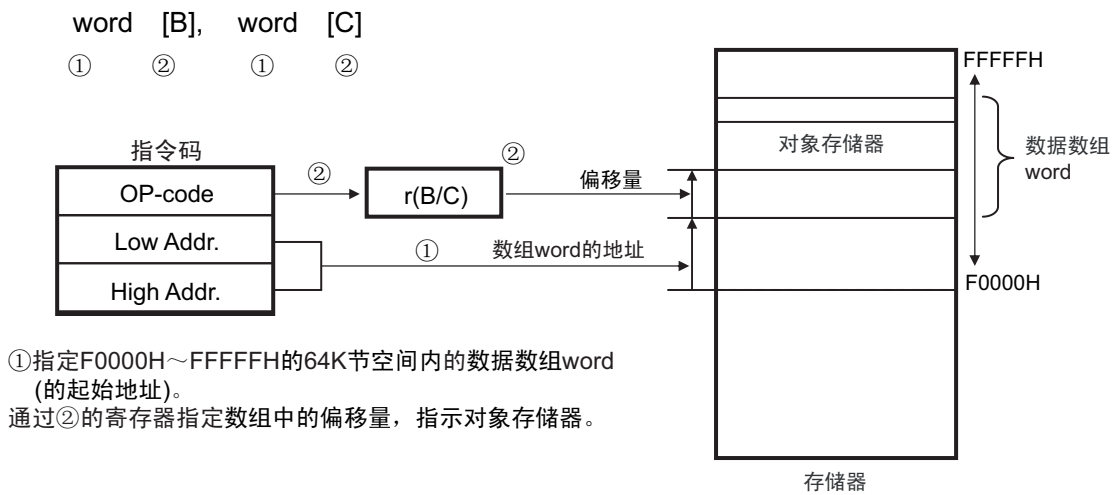 word [B], word [C]
① ② ① ②
FFFFFH
指令码
OP-code
Low Addr.
High Addr.
②
r(B/C)
②
偏移量
①
数组word的地址
对象存储器
数据数组
word
F0000H
①指定F0000H～FFFFFH的64K节空间内的数据数组word
(的起始地址)。
通过②的寄存器指定数组中的偏移量，指示对象存储器。
存储器